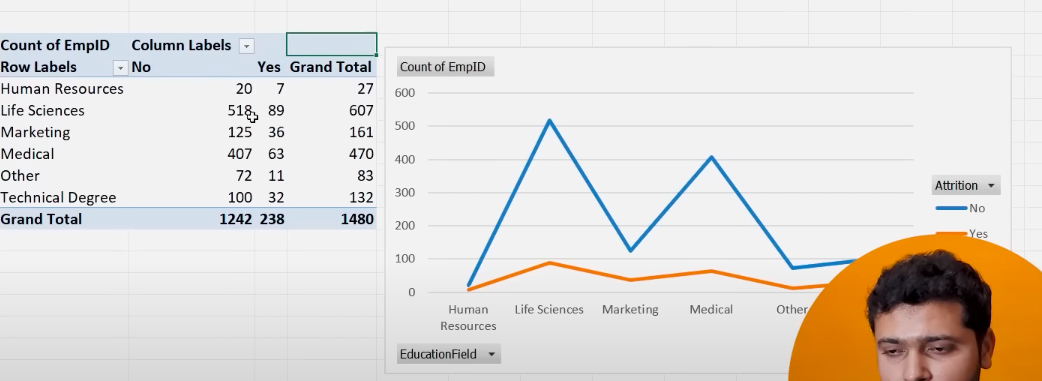 Count of EmpID Column Labels
Row Labels No Yes Grand Total
Human Resources 20 7 27
Life Sciences 518 89 607
Marketing 125 36 161
Medical 407 63 470
Other 72 11 83
Technical Degree 100 32 132
Grand Total 1242 238 1480
Count of EmpID
600
500
400
300
200
100
0
Human Resources
Life Sciences
Marketing
Medical
Other
Attrition
No
Yes
EducationField